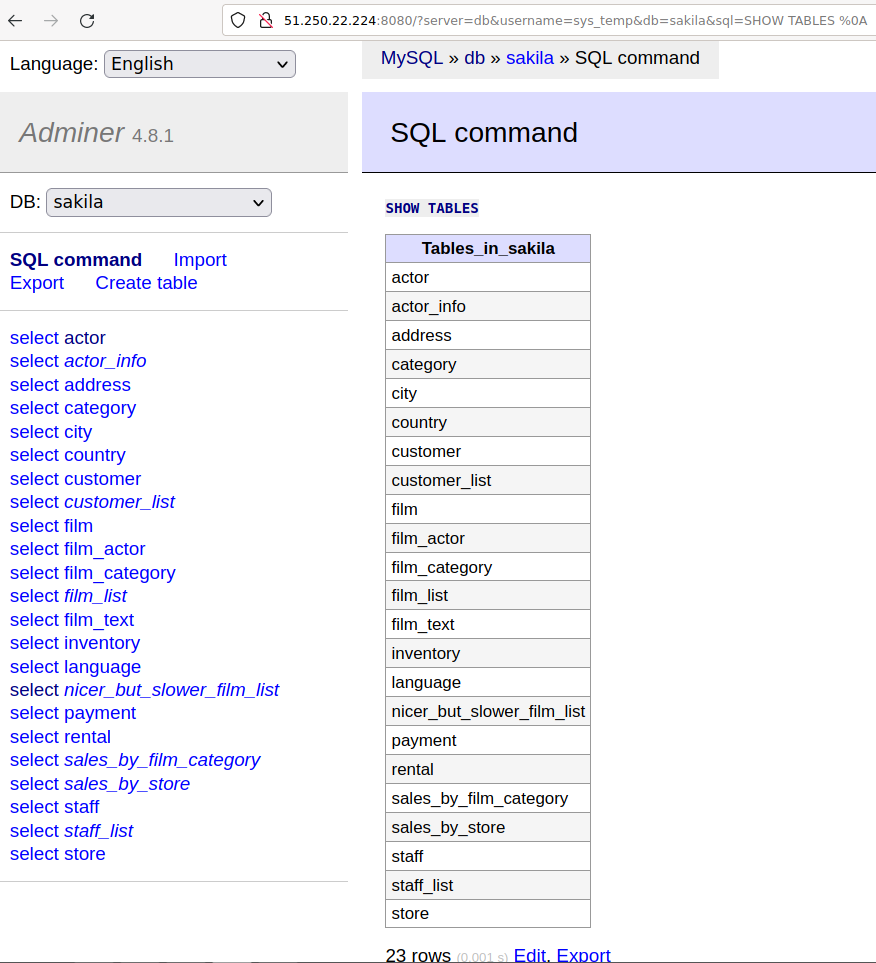 51.250.22.224:8080/?server=db&username=sys_temp&db=sakila&sql=SHOW TABLES %0A
Language: English
MySQL » db » sakila » SQL command
Adminer 4.8.1
SQL command
DB: sakila
SHOW TABLES
SQL command Import
Export Create table
select actor
select actor_info
select address
select category
select city
select country
select customer
select customer_list
select film
select film_actor
select film_category
select film_list
select film_text
select inventory
select language
select nicer_but_slower_film_list
select payment
select rental
select sales_by_film_category
select sales_by_store
select staff
select staff_list
select store
Tables_in_sakila
actor
actor_info
address
category
city
country
customer
customer_list
film
film_actor
film_category
film_list
film_text
inventory
language
nicer_but_slower_film_list
payment
rental
sales_by_film_category
sales_by_store
staff
staff_list
store
23 rows (0.001 s) Edit, Export